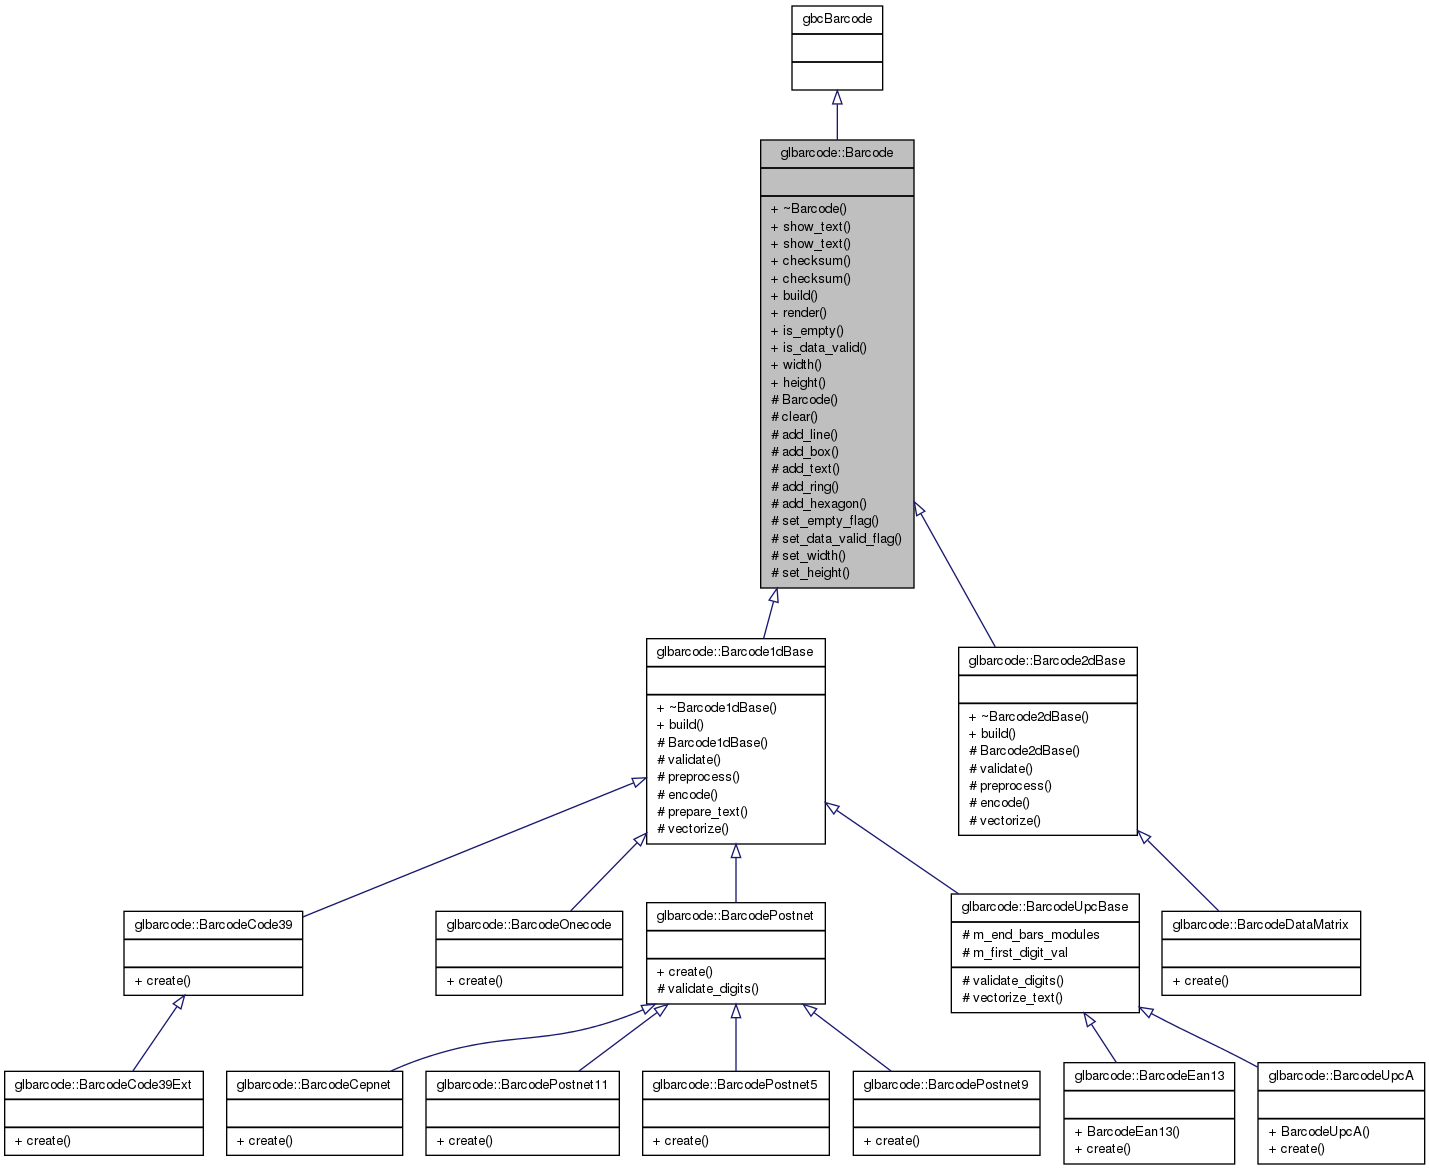 gbcBarcode
glbarcode::Barcode
+ ~Barcode()
+ show_text()
+ show_text()
+ checksum()
+ checksum()
+ build()
+ render()
+ is_empty()
+ is_data_valid()
+ width()
+ height()
# Barcode()
# clear()
# add_line()
# add_box()
# add_text()
# add_ring()
# add_hexagon()
# set_empty_flag()
# set_data_valid_flag()
# set_width()
# set_height()
glbarcode::Barcode1dBase
+ ~Barcode1dBase()
+ build()
# Barcode1dBase()
# validate()
# preprocess()
# encode()
# prepare_text()
# vectorize()
glbarcode::Barcode2dBase
+ ~Barcode2dBase()
+ build()
# Barcode2dBase()
# validate()
# preprocess()
# encode()
# vectorize()
glbarcode::BarcodeCode39
+ create()
glbarcode::BarcodeOnecode
+ create()
glbarcode::BarcodePostnet
+ create()
# validate_digits()
glbarcode::BarcodeUpcBase
# m_end_bars_modules
# m_first_digit_val
# validate_digits()
# vectorize_text()
glbarcode::BarcodeDataMatrix
+ create()
glbarcode::BarcodeCode39Ext
+ create()
glbarcode::BarcodeCepnet
+ create()
glbarcode::BarcodePostnet11
+ create()
glbarcode::BarcodePostnet5
+ create()
glbarcode::BarcodePostnet9
+ create()
glbarcode::BarcodeEan13
+ BarcodeEan13()
+ create()
glbarcode::BarcodeUpcA
+ BarcodeUpcA()
+ create()